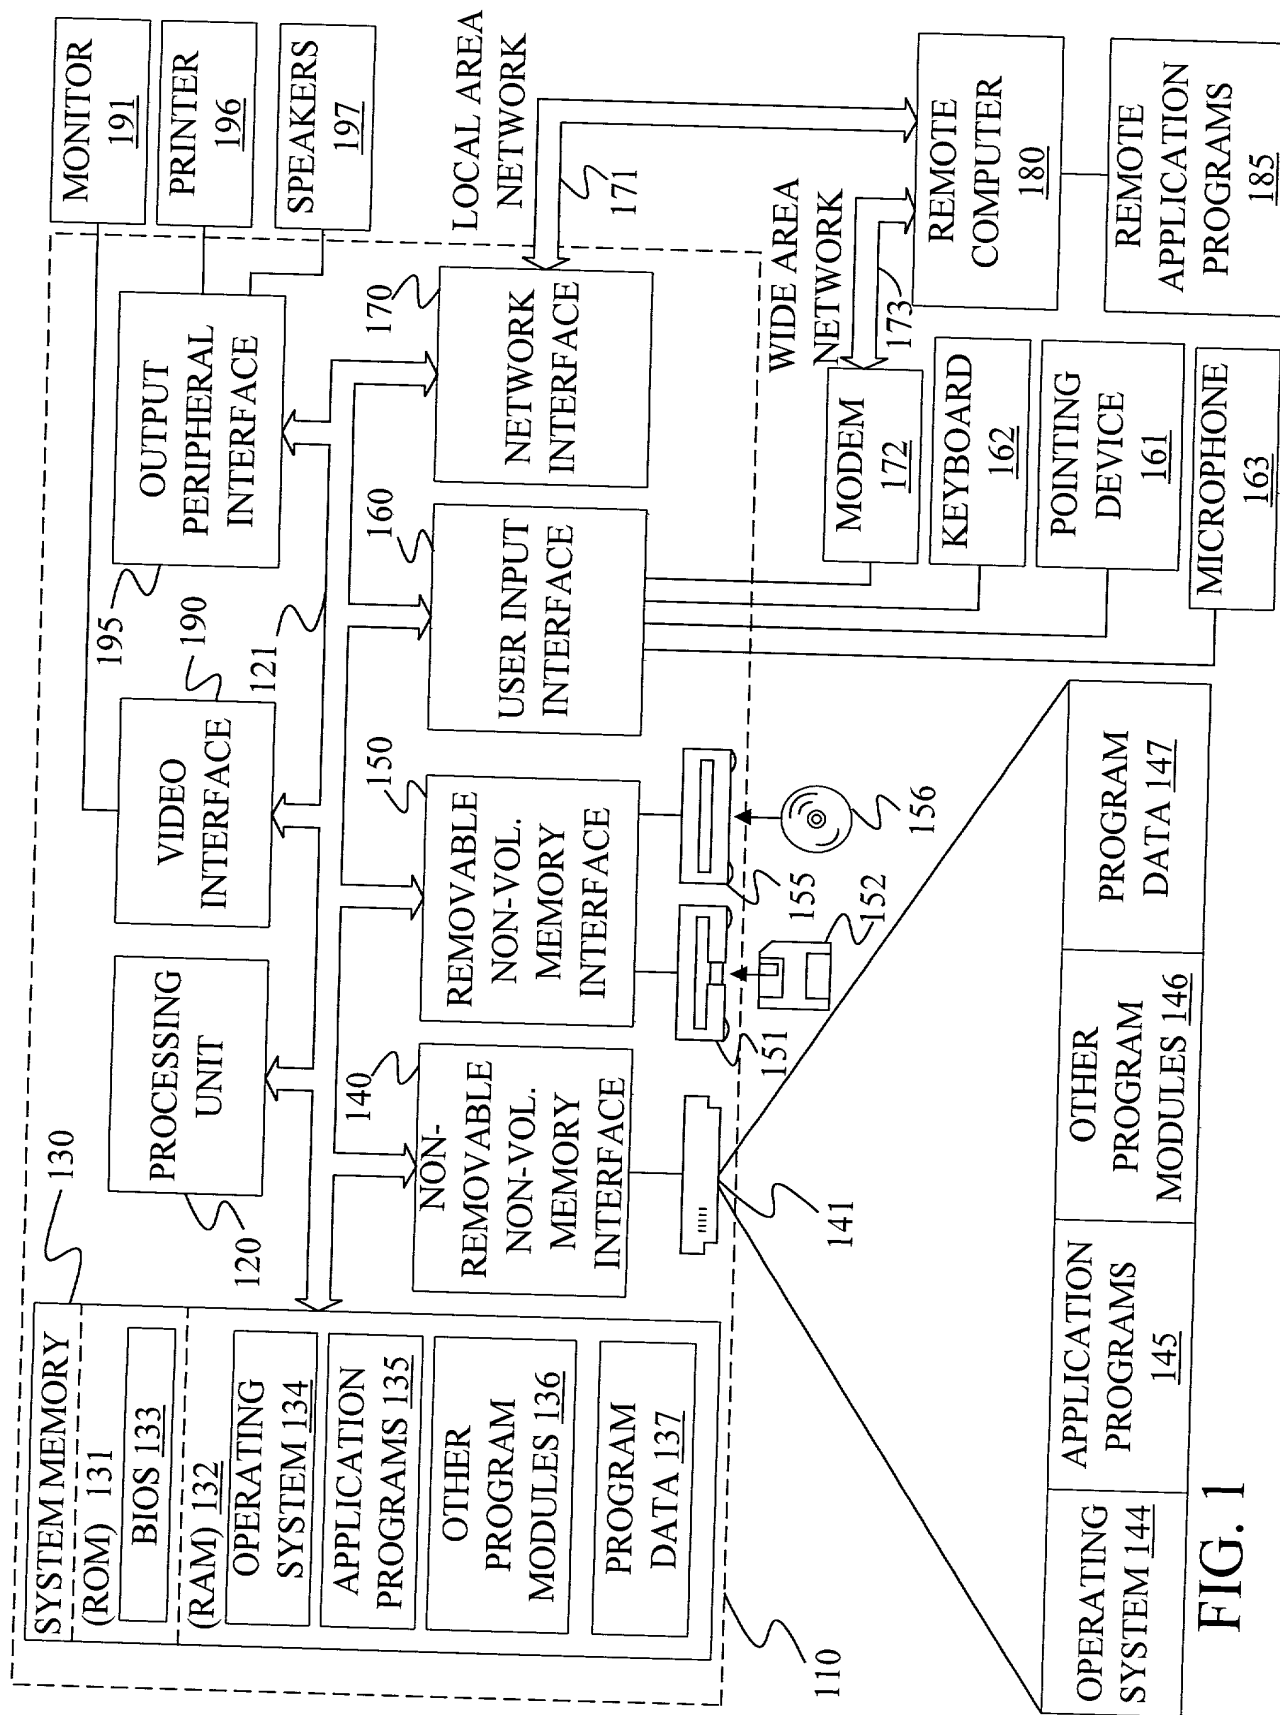 SYSTEM MEMORY
130
(ROM) 131
BIOS 133
(RAM) 132
OPERATING
SYSTEM 134
APPLICATION
PROGRAMS 135
OTHER
PROGRAM
MODULES 136
PROGRAM
DATA 137
110
120
PROCESSING
UNIT
190
VIDEO
INTERFACE
195
OUTPUT
PERIPHERAL
INTERFACE
121
MONITOR
191
PRINTER
196
SPEAKERS
197
140
NON-
REMOVABLE
NON-VOL.
MEMORY
INTERFACE
150
REMOVABLE
NON-VOL.
MEMORY
INTERFACE
160
USER INPUT
INTERFACE
170
NETWORK
INTERFACE
LOCAL AREA
NETWORK
171
141
151
152
155
156
WIDE AREA
NETWORK
173
MODEM
172
KEYBOARD
162
POINTING
DEVICE
161
MICROPHONE
163
REMOTE
COMPUTER
180
REMOTE
APPLICATION
PROGRAMS
185
OPERATING
SYSTEM 144
APPLICATION
PROGRAMS
145
OTHER
PROGRAM
MODULES 146
PROGRAM
DATA 147
FIG. 1